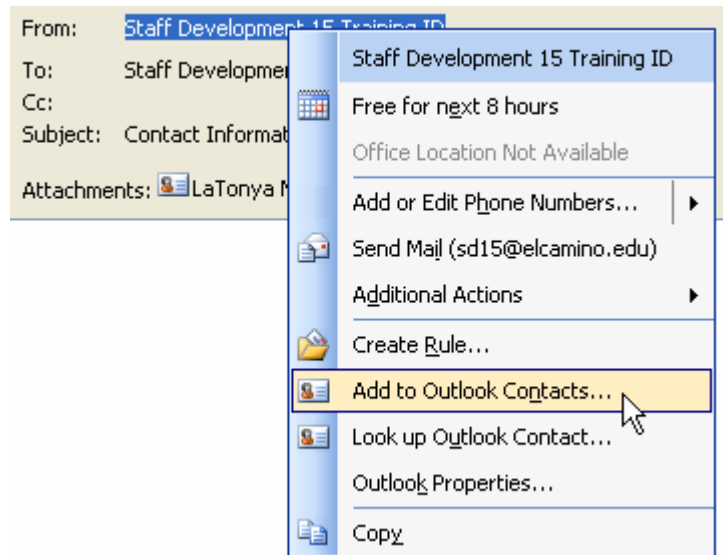 From: Staff Development 15 Training ID
To: Staff Developmen
Cc:
Subject: Contact Informat
Attachments: LaTonya
Staff Development 15 Training ID
Free for next 8 hours
Office Location Not Available
Add or Edit Phone Numbers...
Send Mail (sd15@elcamino.edu)
Additional Actions
Create Rule...
Add to Outlook Contacts...
Look up Outlook Contact...
Outlook Properties...
Copy